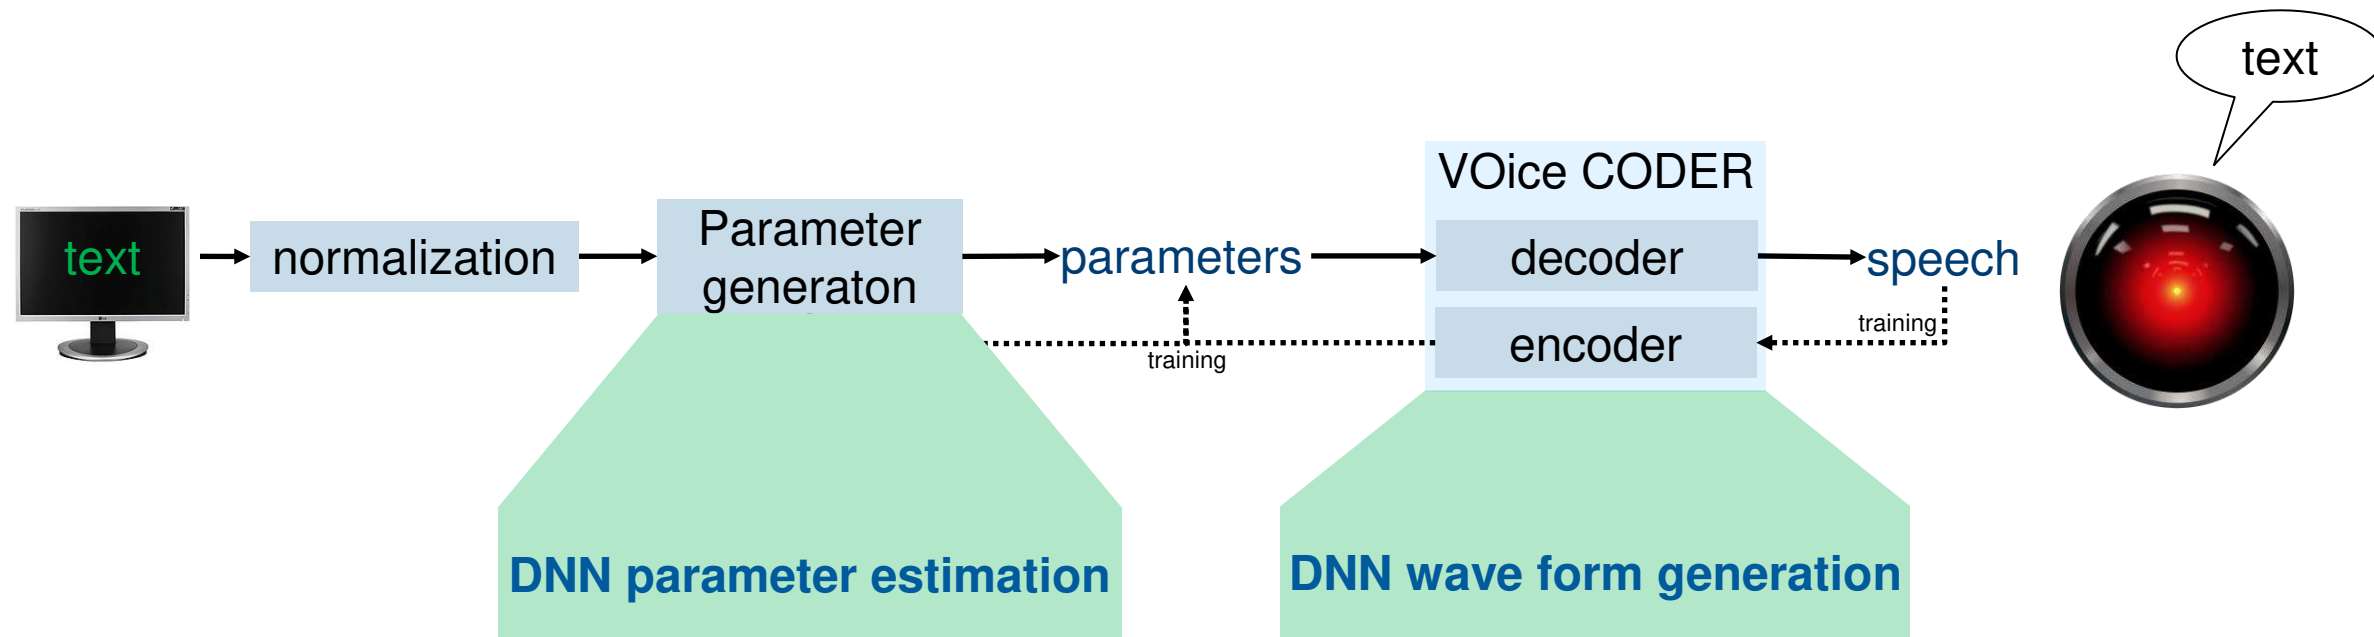 text
VOice CODER
text
normalization
Parameter
generaton
parameters
decoder
speech
training
encoder
training
DNN parameter estimation
DNN wave form generation